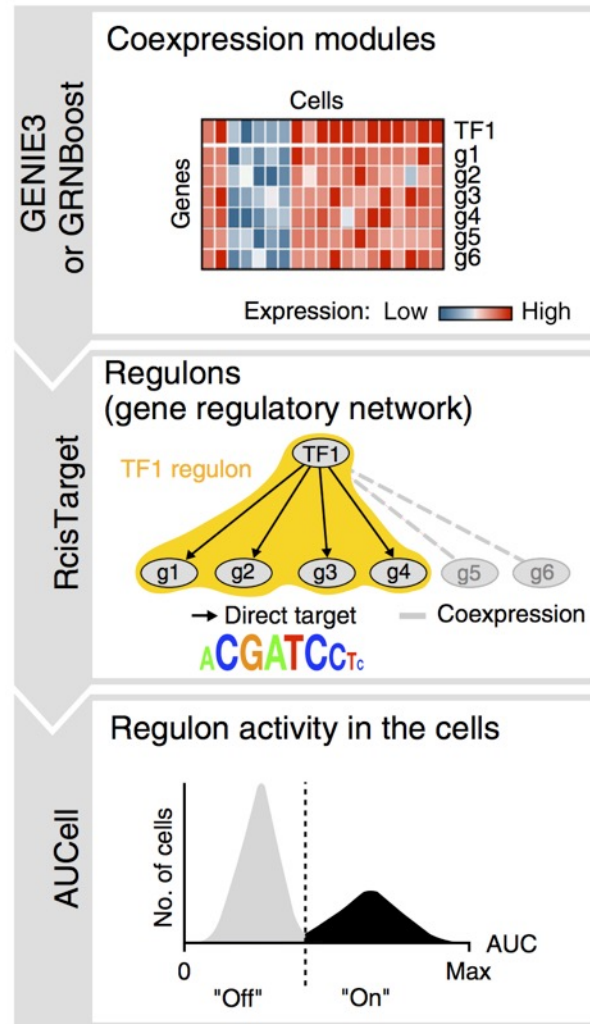 GENIE3
or GRNBoost
Coexpression modules
Cells
Genes
TF1
g1
g2
g3
g4
g5
g6
Expression: Low High
RcisTarget
Regulons
(gene regulatory network)
TF1 regulon
TF1
g1 g2 g3 g4 g5 g6
Direct target Coexpression
ACGATCCTC
AUCell
Regulon activity in the cells
No. of cells
AUC
0 Max
"Off" "On"